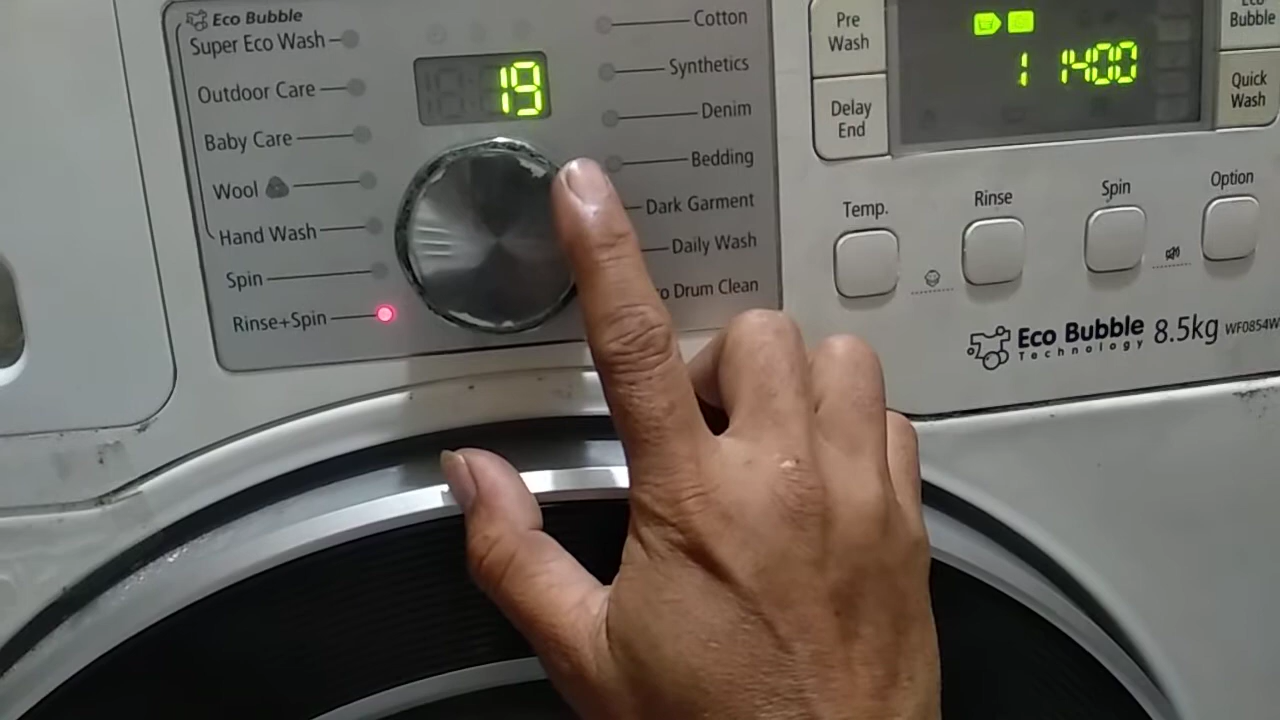 Eco Bubble
Super Eco Wash
Outdoor Care
Baby Care
Wool
Hand Wash
Spin
Rinse+Spin
19
Cotton
Synthetics
Denim
Bedding
Dark Garment
Daily Wash
o Drum Clean
Pre
Wash
Delay
End
1 1400
Bubble
Quick
Wash
Temp.
Rinse
Spin
Option
Eco Bubble
Technology
8.5kg
WF0854W